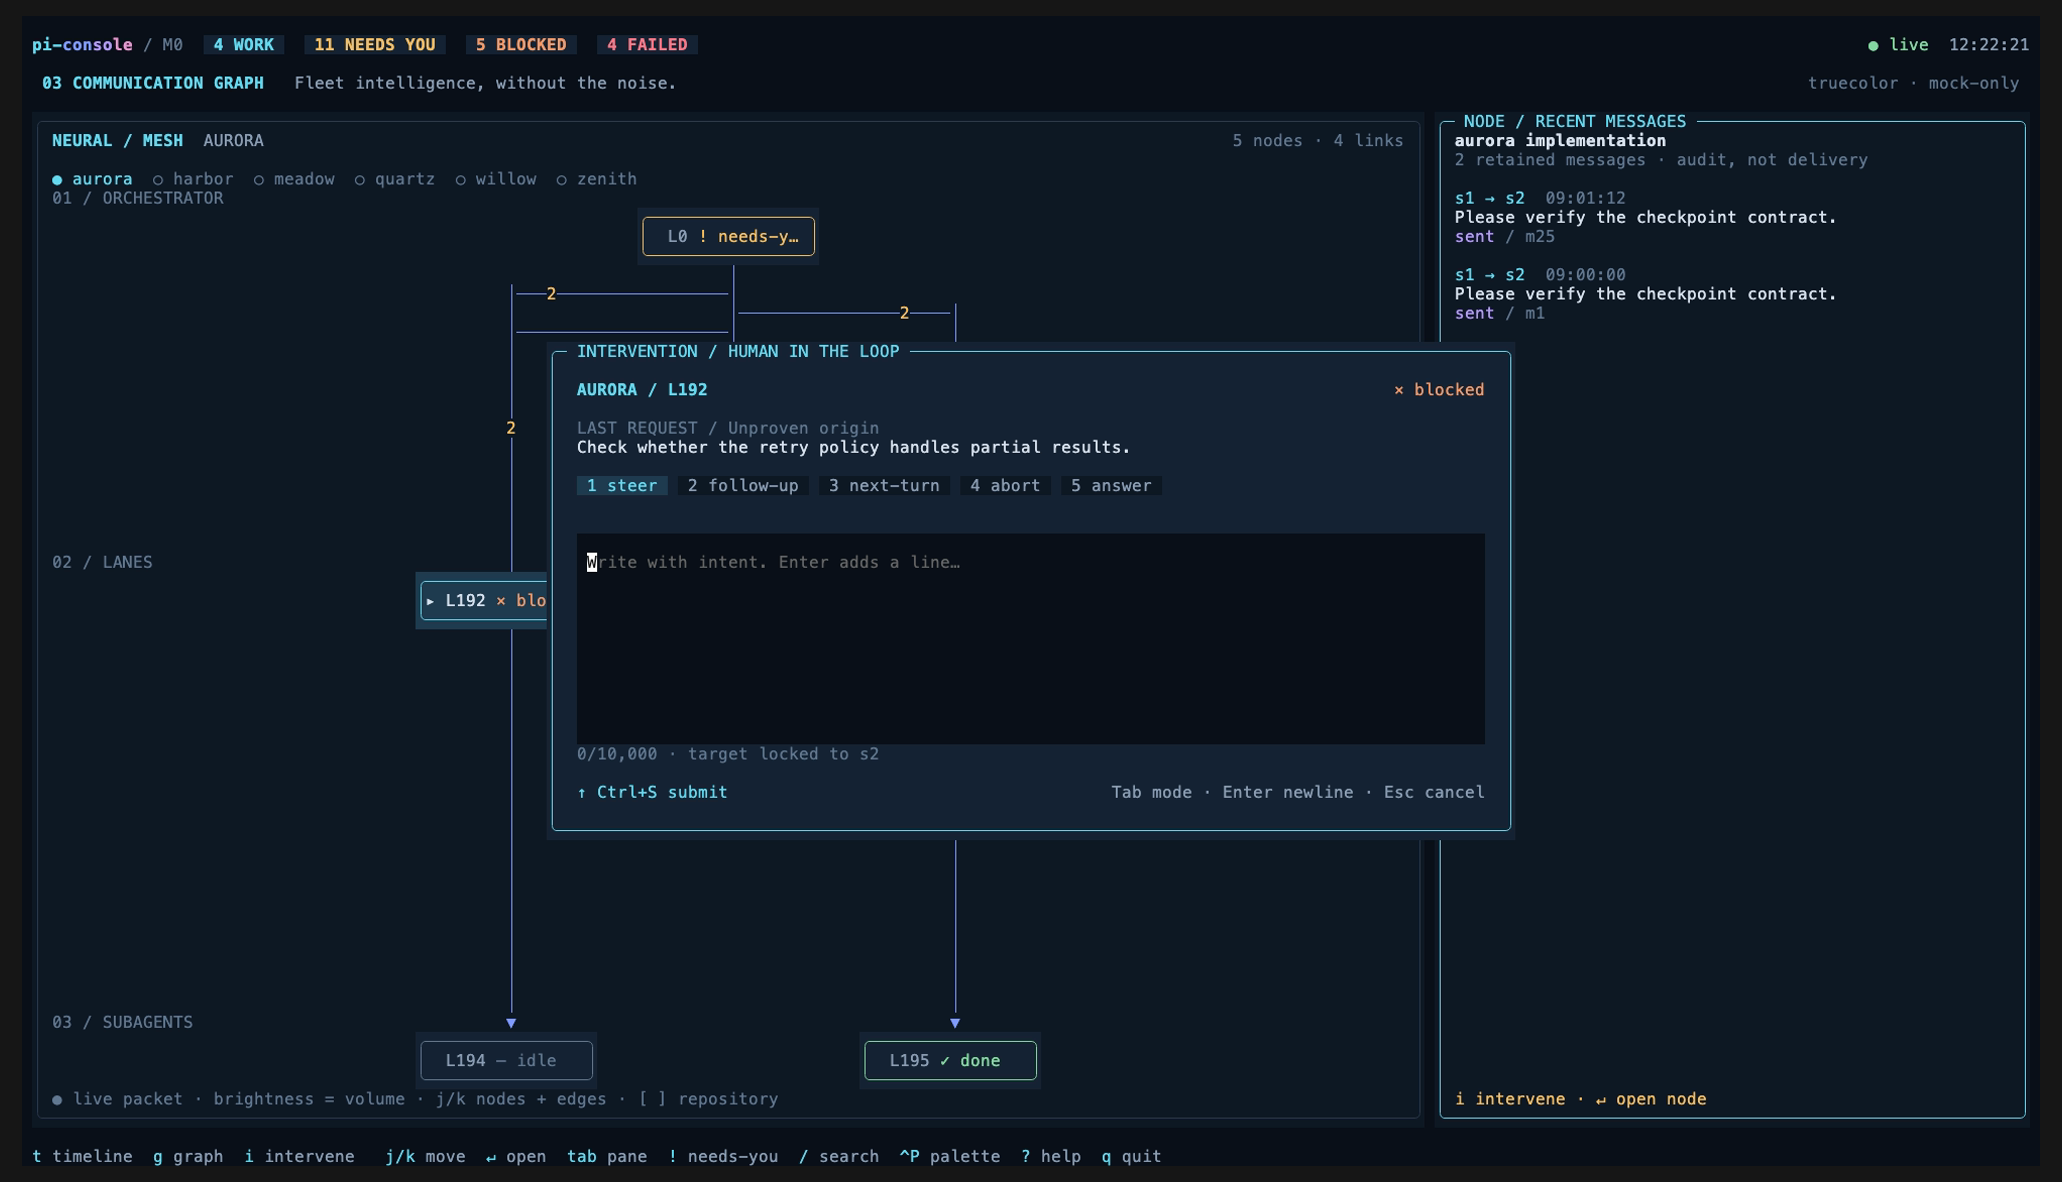 pi-console / M0 4 WORK 11 NEEDS YOU 5 BLOCKED 4 FAILED ● live 12:22:21
03 COMMUNICATION GRAPH Fleet intelligence, without the noise. truecolor · mock-only
NEURAL / MESH AURORA 5 nodes · 4 links
● aurora ○ harbor ○ meadow ○ quartz ○ willow ○ zenith
01 / ORCHESTRATOR
L0 ! needs-y…
2
2
2
02 / LANES
▸ L192 × blo
03 / SUBAGENTS
L194 — idle
L195 ✓ done
● live packet · brightness = volume · j/k nodes + edges · [ ] repository
INTERVENTION / HUMAN IN THE LOOP
AURORA / L192 × blocked
LAST REQUEST / Unproven origin
Check whether the retry policy handles partial results.
1 steer 2 follow-up 3 next-turn 4 abort 5 answer
Write with intent. Enter adds a line…
0/10,000 · target locked to s2
↑ Ctrl+S submit Tab mode · Enter newline · Esc cancel
NODE / RECENT MESSAGES
aurora implementation
2 retained messages · audit, not delivery
s1 → s2 09:01:12
Please verify the checkpoint contract.
sent / m25
s1 → s2 09:00:00
Please verify the checkpoint contract.
sent / m1
i intervene · ↵ open node
t timeline g graph i intervene j/k move ↵ open tab pane ! needs-you / search ^P palette ? help q quit